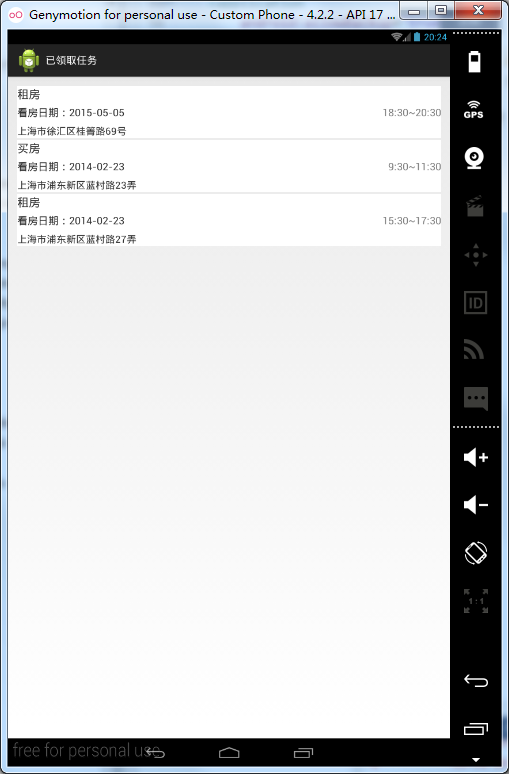 Genymotion for personal use - Custom Phone - 4.2.2 - API 17 ...
20:24
已领取任务
租房
看房日期：2015-05-05 18:30~20:30
上海市徐汇区桂菁路69号
买房
看房日期：2014-02-23 9:30~11:30
上海市浦东新区蓝村路23弄
租房
看房日期：2014-02-23 15:30~17:30
上海市浦东新区蓝村路27弄
GPS
ID
1:1
free for personal use